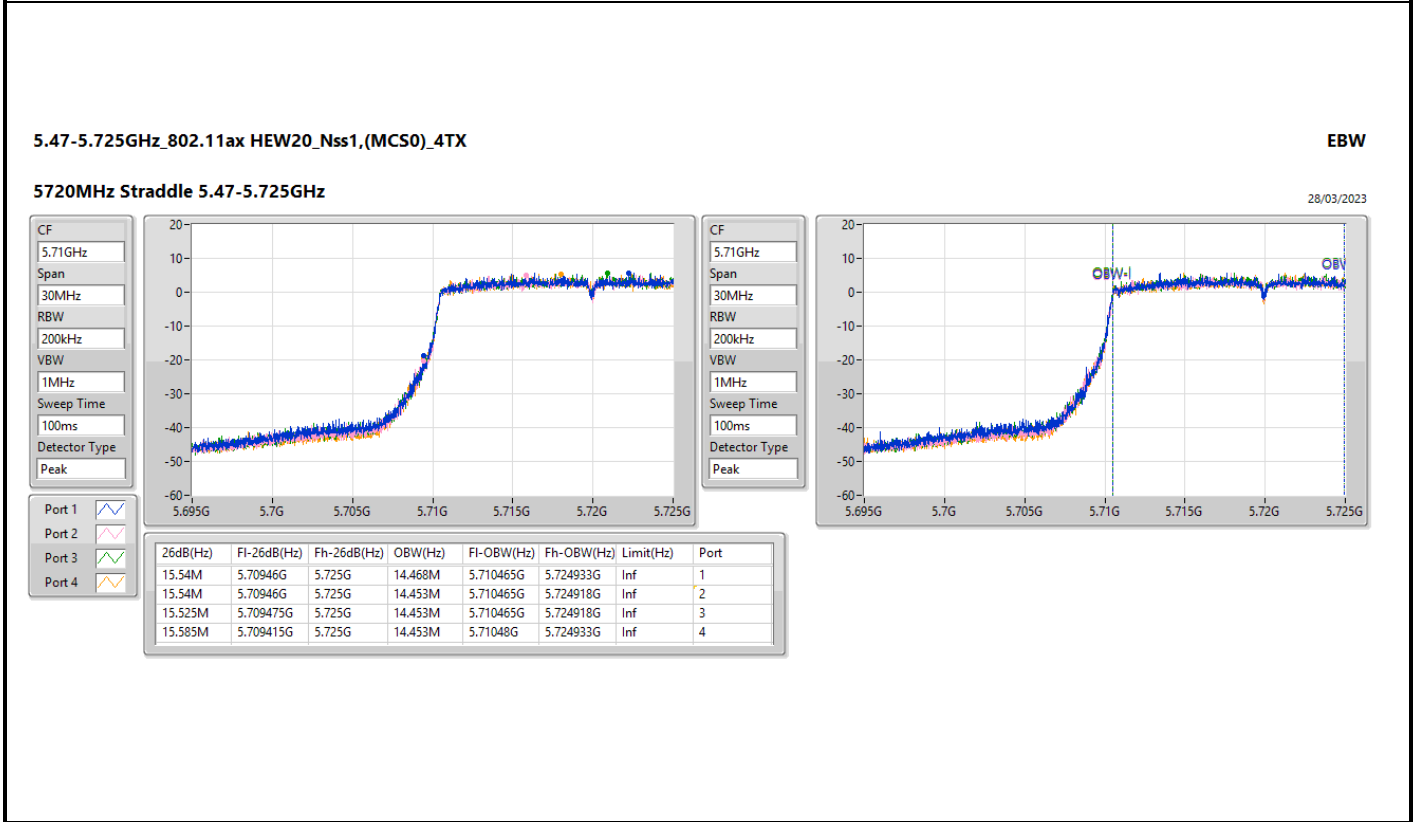 5.47-5.725GHz_802.11ax HEW20_Nss1,(MCS0)_4TX
EBW
5720MHz Straddle 5.47-5.725GHz
28/03/2023
CF
5.71GHz
Span
30MHz
RBW
200kHz
VBW
1MHz
Sweep Time
100ms
Detector Type
Peak
20
10
0
-10
-20
-30
-40
-50
-60
5.695G 5.7G 5.705G 5.71G 5.715G 5.72G 5.725G
CF
5.71GHz
Span
30MHz
RBW
200kHz
VBW
1MHz
Sweep Time
100ms
Detector Type
Peak
20
10
0
-10
-20
-30
-40
-50
-60
OBW-l
OBW
5.695G 5.7G 5.705G 5.71G 5.715G 5.72G 5.725G
Port 1
Port 2
Port 3
Port 4
26dB(Hz) Fl-26dB(Hz) Fh-26dB(Hz) OBW(Hz) Fl-OBW(Hz) Fh-OBW(Hz) Limit(Hz) Port
15.54M 5.70946G 5.725G 14.468M 5.710465G 5.724933G Inf 1
15.54M 5.70946G 5.725G 14.453M 5.710465G 5.724918G Inf 2
15.525M 5.709475G 5.725G 14.453M 5.710465G 5.724918G Inf 3
15.585M 5.709415G 5.725G 14.453M 5.71048G 5.724933G Inf 4